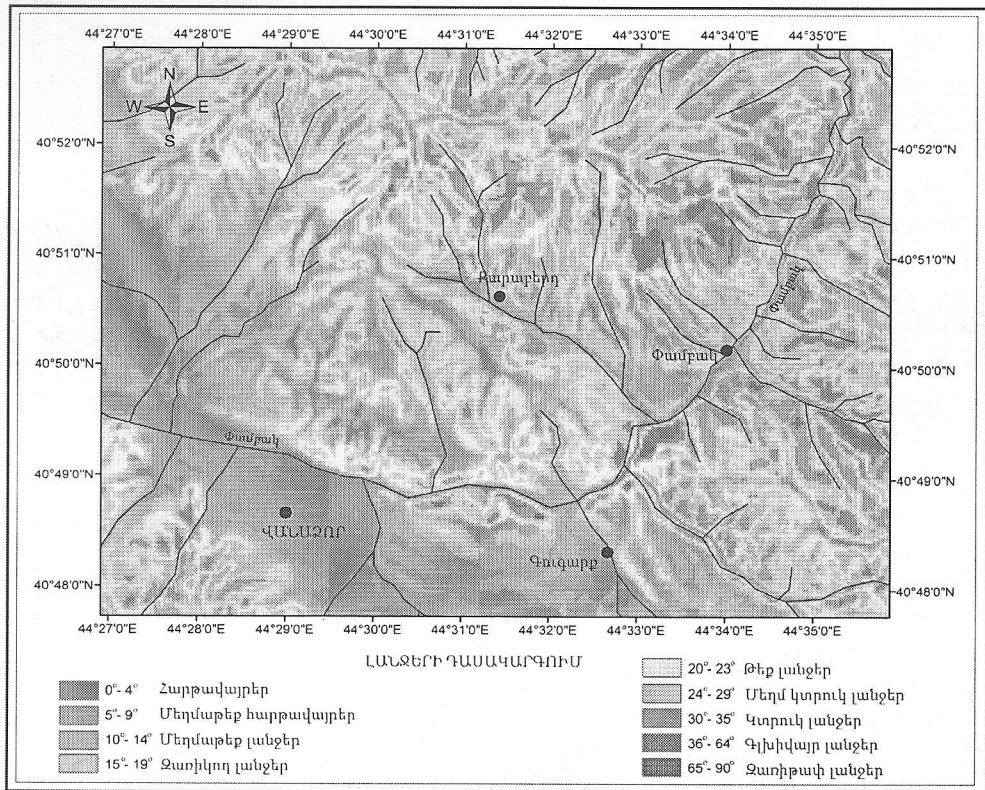 44°27'0"E 44°28'0"E 44°29'0"E 44°30'0"E 44°31'0"E 44°32'0"E 44°33'0"E 44°34'0"E 44°35'0"E
N
W E
S
40°52'0"N 40°52'0"N
40°51'0"N 40°51'0"N
Քարաբերդ
Փամբակ
Փամբակ
40°50'0"N 40°50'0"N
Փամբակ
40°49'0"N 40°49'0"N
ՎԱՆԱՁՈՐ
Գուգարք
40°48'0"N 40°48'0"N
44°27'0"E 44°28'0"E 44°29'0"E 44°30'0"E 44°31'0"E 44°32'0"E 44°33'0"E 44°34'0"E 44°35'0"E
ԼԱՆՋԵՐԻ ԴԱՍԱԿԱՐԳՈՒՄ
0°- 4° Հարթավայրեր
5°- 9° Մեղմաթեք հարթավայրեր
10°- 14° Մեղմաթեք լանջեր
15°- 19° Զառիկող լանջեր
20°- 23° Թեք լանջեր
24°- 29° Մեղմ կտրուկ լանջեր
30°- 35° Կտրուկ լանջեր
36°- 64° Գլխիվայր լանջեր
65°- 90° Զառիթափ լանջեր